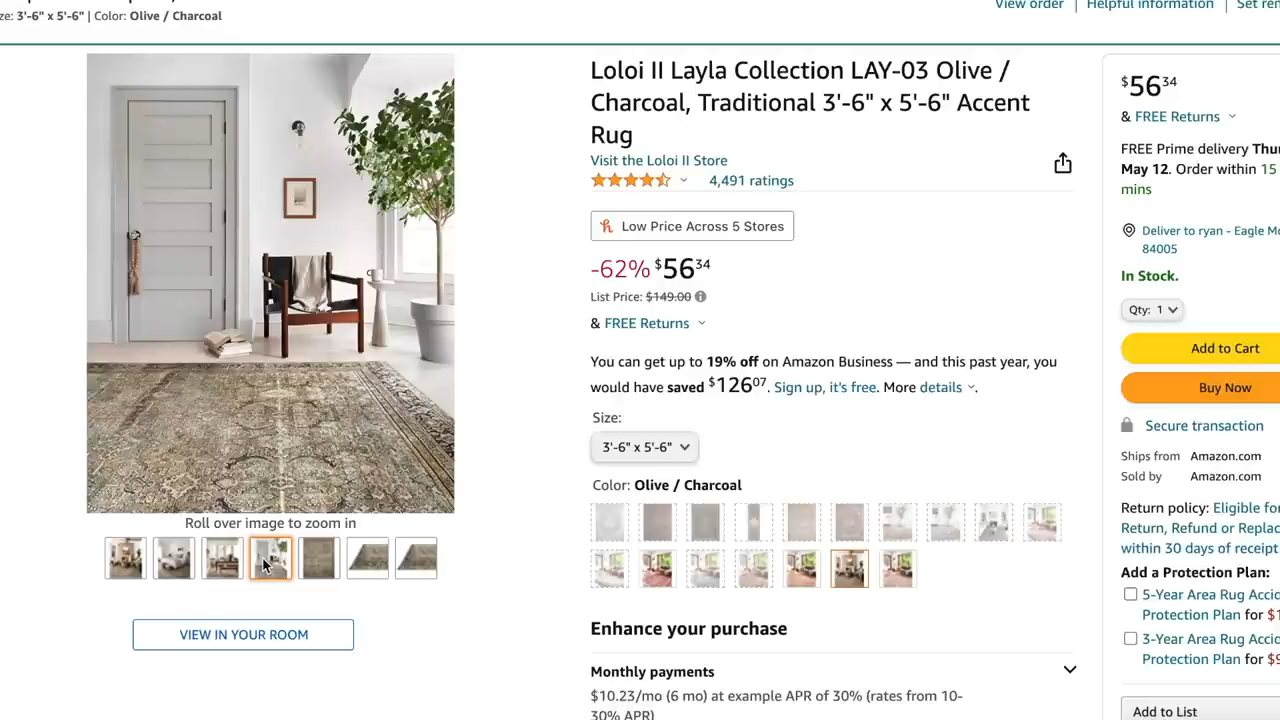 View order | Helpful information | Set
ze: 3'-6" x 5'-6" | Color: Olive / Charcoal
Loloi II Layla Collection LAY-03 Olive /
Charcoal, Traditional 3'-6" x 5'-6" Accent
Rug
Visit the Loloi II Store
4,491 ratings
Low Price Across 5 Stores
-62% $56 34
List Price: $149.00
& FREE Returns
You can get up to 19% off on Amazon Business — and this past year, you
would have saved $126 07. Sign up, it's free. More details.
Size:
3'-6" x 5'-6"
Color: Olive / Charcoal
Enhance your purchase
Monthly payments
$10.23/mo (6 mo) at example APR of 30% (rates from 10-
30% APR)
Roll over image to zoom in
VIEW IN YOUR ROOM
$56 34
& FREE Returns
FREE Prime delivery Thu
May 12. Order within 15
mins
Deliver to ryan - Eagle Mo
84005
In Stock.
Qty: 1
Add to Cart
Buy Now
Secure transaction
Ships from Amazon.com
Sold by Amazon.com
Return policy: Eligible for
Return, Refund or Replac
within 30 days of receipt
Add a Protection Plan:
5-Year Area Rug Accid
Protection Plan for $1
3-Year Area Rug Accid
Protection Plan for $9
Add to List